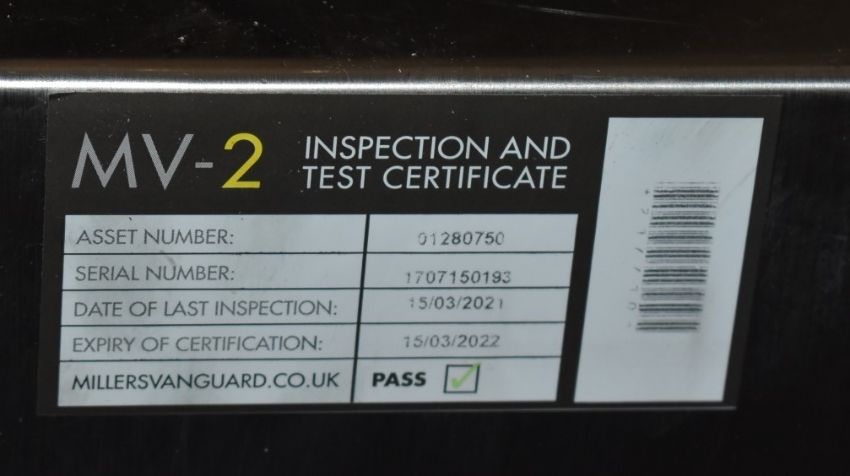 MV-2
INSPECTION AND
TEST CERTIFICATE
ASSET NUMBER: 01280750
SERIAL NUMBER: 1707150193
DATE OF LAST INSPECTION: 15/03/2021
EXPIRY OF CERTIFICATION: 15/03/2022
MILLERSVANGUARD.CO.UK PASS